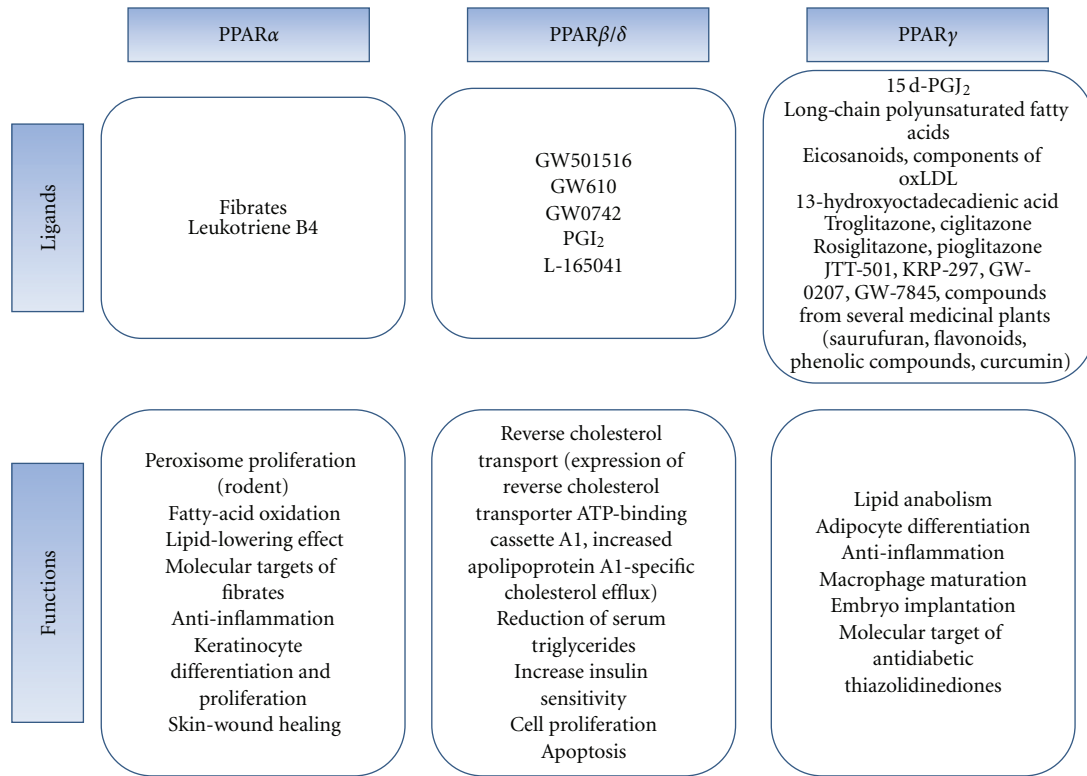 PPARα
PPARβ/δ
PPARγ
Ligands
Fibrates
Leukotriene B4
GW501516
GW610
GW0742
PGI₂
L-165041
15 d-PGJ₂
Long-chain polyunsaturated fatty
acids
Eicosanoids, components of
oxLDL
13-hydroxyoctadecadienic acid
Troglitazone, ciglitazone
Rosiglitazone, pioglitazone
JTT-501, KRP-297, GW-
0207, GW-7845, compounds
from several medicinal plants
(saurufuran, flavonoids,
phenolic compounds, curcumin)
Functions
Peroxisome proliferation
(rodent)
Fatty-acid oxidation
Lipid-lowering effect
Molecular targets of
fibrates
Anti-inflammation
Keratinocyte
differentiation and
proliferation
Skin-wound healing
Reverse cholesterol
transport (expression of
reverse cholesterol
transporter ATP-binding
cassette A1, increased
apolipoprotein A1-specific
cholesterol efflux)
Reduction of serum
triglycerides
Increase insulin
sensitivity
Cell proliferation
Apoptosis
Lipid anabolism
Adipocyte differentiation
Anti-inflammation
Macrophage maturation
Embryo implantation
Molecular target of
antidiabetic
thiazolidinediones